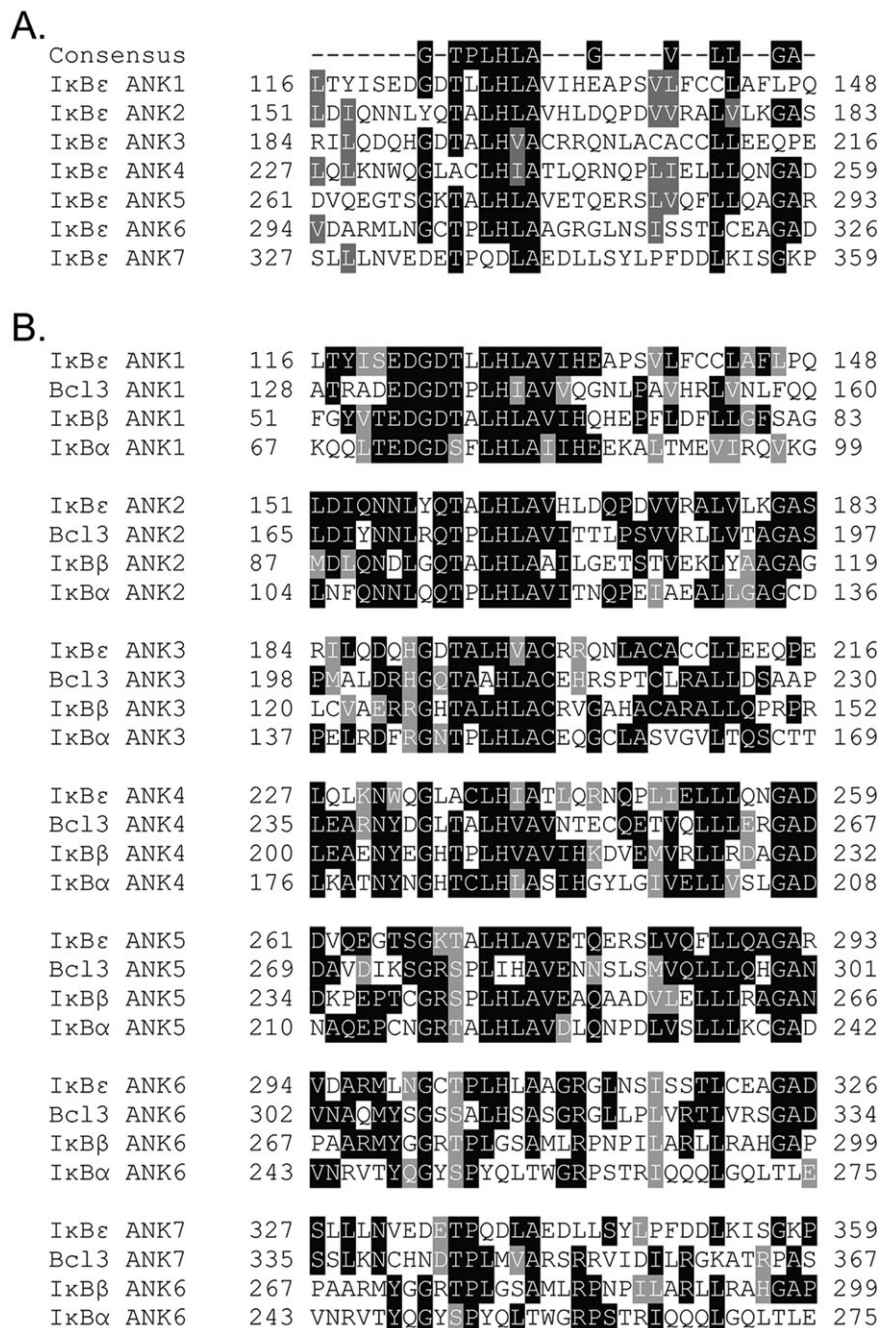 A.
Consensus -------G-TPLHLA---G----V--LL--GA-
IκBε ANK1 116 LTYISEDGDTLLHLAVIHEAPSVLFCCLAFLPQ 148
IκBε ANK2 151 LDIQNNLYQTALHLAVHLDQPDVVRALVLKGAS 183
IκBε ANK3 184 RILQDQHGDTALHVACRRQNLACACCLLEEQPE 216
IκBε ANK4 227 LQLKNWQGLACLHIATLQRNQPLIELLLQNGAD 259
IκBε ANK5 261 DVQEGTSGKTALHLAVETQERSLVQFLLQAGAR 293
IκBε ANK6 294 VDARMLNGCTPLHLAAGRGLNSISSTLCEAGAD 326
IκBε ANK7 327 SLLLNVEDETPQDLAEDLLSYLPFDDLKISGKP 359
B.
IκBε ANK1 116 LTYISEDGDTLLHLAVIHEAPSVLFCCLAFLPQ 148
Bcl3 ANK1 128 ATRADEDGDTPLHIAVVQGNLPAVHRLVNLFQQ 160
IκBβ ANK1 51 FGYVTEDGDTALHLAVIHQHEPFLDFLLGFSAG 83
IκBα ANK1 67 KQQLTEDGDSFLHLAIIHEEKALTMEVIRQVKG 99
IκBε ANK2 151 LDIQNNLYQTALHLAVHLDQPDVVRALVLKGAS 183
Bcl3 ANK2 165 LDIYNNLRQTPLHLAVITTLPSVVRLLVTAGAS 197
IκBβ ANK2 87 MDLQNDLGQTALHLAAILGETSTVEKLYAAGAG 119
IκBα ANK2 104 LNFQNNLQQTPLHLAVITNQPEIAEALLGAGCD 136
IκBε ANK3 184 RILQDQHGDTALHVACRRQNLACACCLLEEQPE 216
Bcl3 ANK3 198 PMALDRHGQTAAHLACEHRSPTCLRALLDSAAP 230
IκBβ ANK3 120 LCVAERRGHTALHLACRVGAHACARALLQPRPR 152
IκBα ANK3 137 PELRDFRGNTPLHLACEQGCLASVGVLTQSCTT 169
IκBε ANK4 227 LQLKNWQGLACLHIATLQRNQPLIELLLQNGAD 259
Bcl3 ANK4 235 LEARNYDGLTALHVAVNTECQETVQLLLERGAD 267
IκBβ ANK4 200 LEAENYEGHTPLHVAVIHKDVEMVRLLRDAGAD 232
IκBα ANK4 176 LKATNYNGHTCLHLASIHGYLGIVELLVSLGAD 208
IκBε ANK5 261 DVQEGTSGKTALHLAVETQERSLVQFLLQAGAR 293
Bcl3 ANK5 269 DAVDIKSGRSPLIHAVENNSLSMVQLLLQHGAN 301
IκBβ ANK5 234 DKPEPTCGRSPLHLAVEAQAADVLELLLRAGAN 266
IκBα ANK5 210 NAQEPCNGRTALHLAVDLQNPDLVSLLLKCGAD 242
IκBε ANK6 294 VDARMLNGCTPLHLAAGRGLNSISSTLCEAGAD 326
Bcl3 ANK6 302 VNAQMYSGSSALHSASGRGLLPLVRTLVRSGAD 334
IκBβ ANK6 267 PAARMYGGRTPLGSAMLRPNPILARLLRAHGAP 299
IκBα ANK6 243 VNRVTYQGYSPYQLTWGRPSTRIQQQLGQLTLE 275
IκBε ANK7 327 SLLLNVEDETPQDLAEDLLSYLPFDDLKISGKP 359
Bcl3 ANK7 335 SSLKNCHNDTPLMVARSRRVIDILRGKATRPAS 367
IκBβ ANK6 267 PAARMYGGRTPLGSAMLRPNPILARLLRAHGAP 299
IκBα ANK6 243 VNRVTYQGYSPYQLTWGRPSTRIQQQLGQLTLE 275